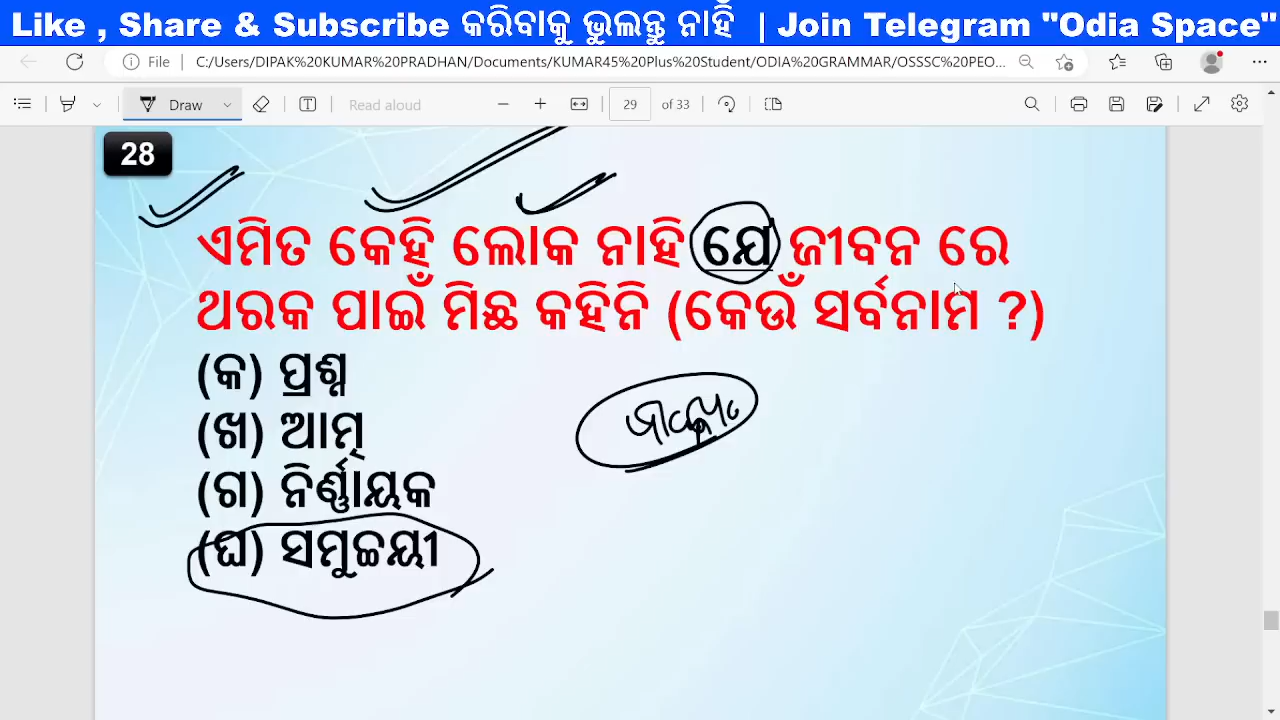 Like , Share & Subscribe କରିବାକୁ ଭୁଲନ୍ତୁ ନାହିଁ | Join Telegram "Odia Space"
File | C:/Users/DIPAK%20KUMAR%20PRADHAN/Documents/KUMAR45%20Plus%20Student/ODIA%20GRAMMAR/OSSSC%20PEO...
Draw Read aloud 29 of 33
28
ଏମିତ କେହି ଲୋକ ନାହି ଯେ ଜୀବନ ରେ
ଥରକ ପାଇଁ ମିଛ କହିନି (କେଉଁ ସର୍ବନାମ ?)
(କ) ପ୍ରଶ୍ନ
(ଖ) ଆତ୍ମ
(ଗ) ନିର୍ଣ୍ଣାୟକ
(ଘ) ସମୁଚ୍ଚୟୀ